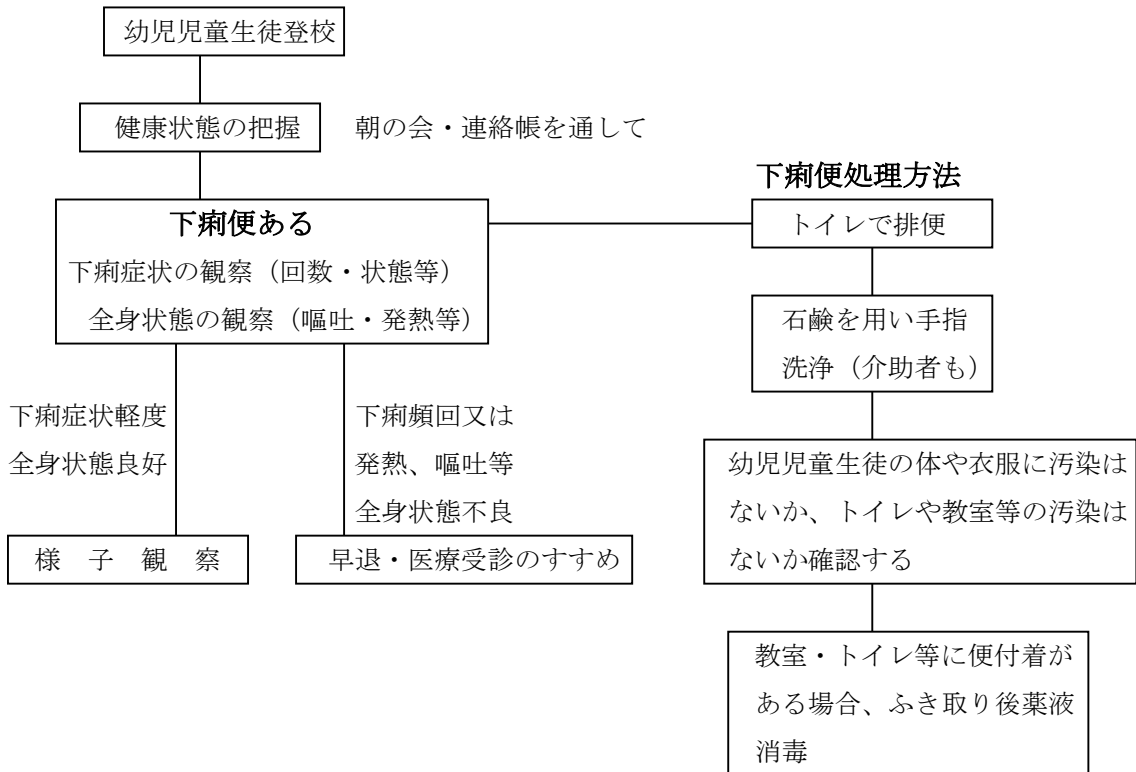 幼児児童生徒登校
健康状態の把握
朝の会・連絡帳を通して
下痢便ある
下痢症状の観察（回数・状態等）
全身状態の観察（嘔吐・発熱等）
下痢症状軽度
全身状態良好
下痢頻回又は
発熱、嘔吐等
全身状態不良
様 子 観 察
早退・医療受診のすすめ
下痢便処理方法
トイレで排便
石鹸を用い手指
洗浄（介助者も）
幼児児童生徒の体や衣服に汚染は
ないか、トイレや教室等の汚染は
ないか確認する
教室・トイレ等に便付着が
ある場合、ふき取り後薬液
消毒